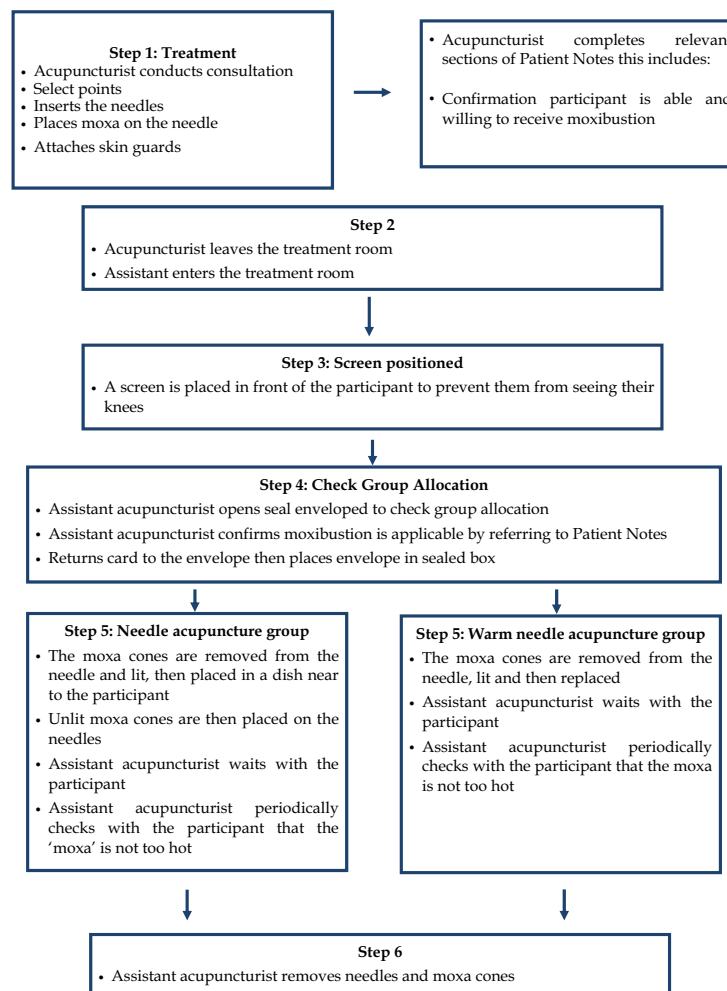 Step 1: Treatment
• Acupuncturist conducts consultation
• Select points
• Inserts the needles
• Places moxa on the needle
• Attaches skin guards
• Acupuncturist completes relevan
sections of Patient Notes this includes:
• Confirmation participant is able and
willing to receive moxibustion
Step 2
• Acupuncturist leaves the treatment room
• Assistant enters the treatment room
Step 3: Screen positioned
• A screen is placed in front of the participant to prevent them from seeing their
knees
Step 4: Check Group Allocation
• Assistant acupuncturist opens seal enveloped to check group allocation
• Assistant acupuncturist confirms moxibustion is applicable by referring to Patient Notes
• Returns card to the envelope then places envelope in sealed box
Step 5: Needle acupuncture group
• The moxa cones are removed from the
needle and lit, then placed in a dish near
to the participant
• Unlit moxa cones are then placed on the
needles
• Assistant acupuncturist waits with the
participant
• Assistant acupuncturist periodically
checks with the participant that the
‘moxa’ is not too hot
Step 5: Warm needle acupuncture group
• The moxa cones are removed from the
needle, lit and then replaced
• Assistant acupuncturist waits with the
participant
• Assistant acupuncturist periodically
checks with the participant that the moxa
is not too hot
Step 6
• Assistant acupuncturist removes needles and moxa cones